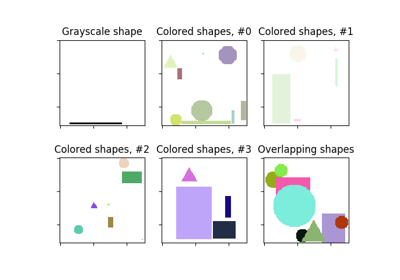 Grayscale shape
Colored shapes, #0
Colored shapes, #1
Colored shapes, #2
Colored shapes, #3
Overlapping shapes